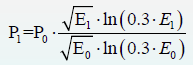 P₁=P₀ · (√E₁ · ln(0.3·E₁)) / (√E₀ · ln(0.3·E₀))